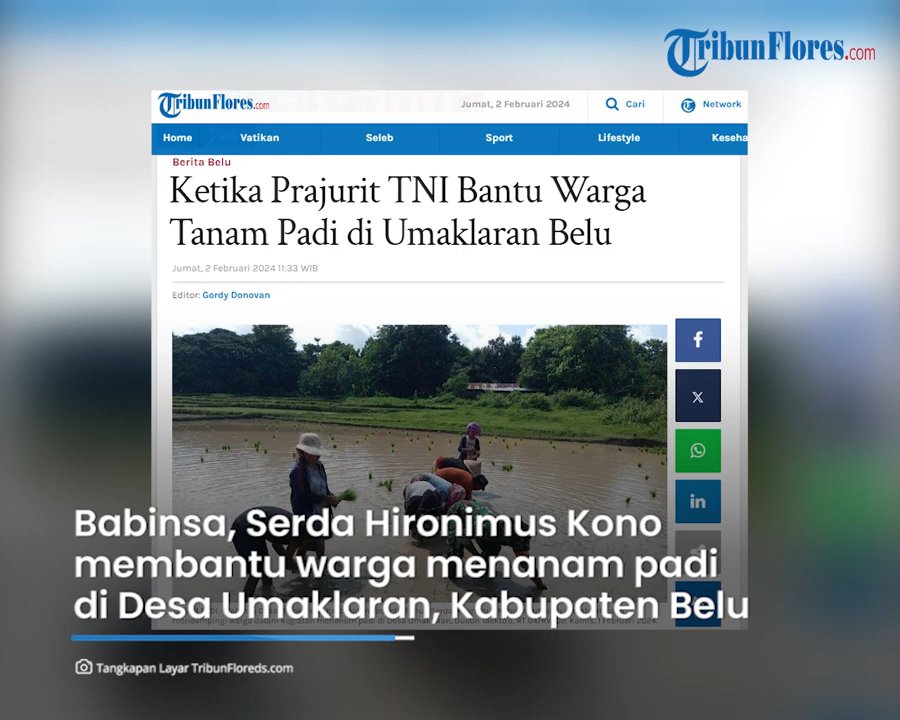 TribunFlores.com
TribunFlores.com
Jumat, 2 Februari 2024
Cari
Network
Home
Vatikan
Seleb
Sport
Lifestyle
Keseha
Berita Belu
Ketika Prajurit TNI Bantu Warga
Tanam Padi di Umaklaran Belu
Jumat, 2 Februari 2024 11:33 WIB
Editor: Gordy Donovan
Babinsa, Serda Hironimus Kono
membantu warga menanam padi
di Desa Umaklaran, Kabupaten Belu
Tangkapan Layar TribunFloreds.com